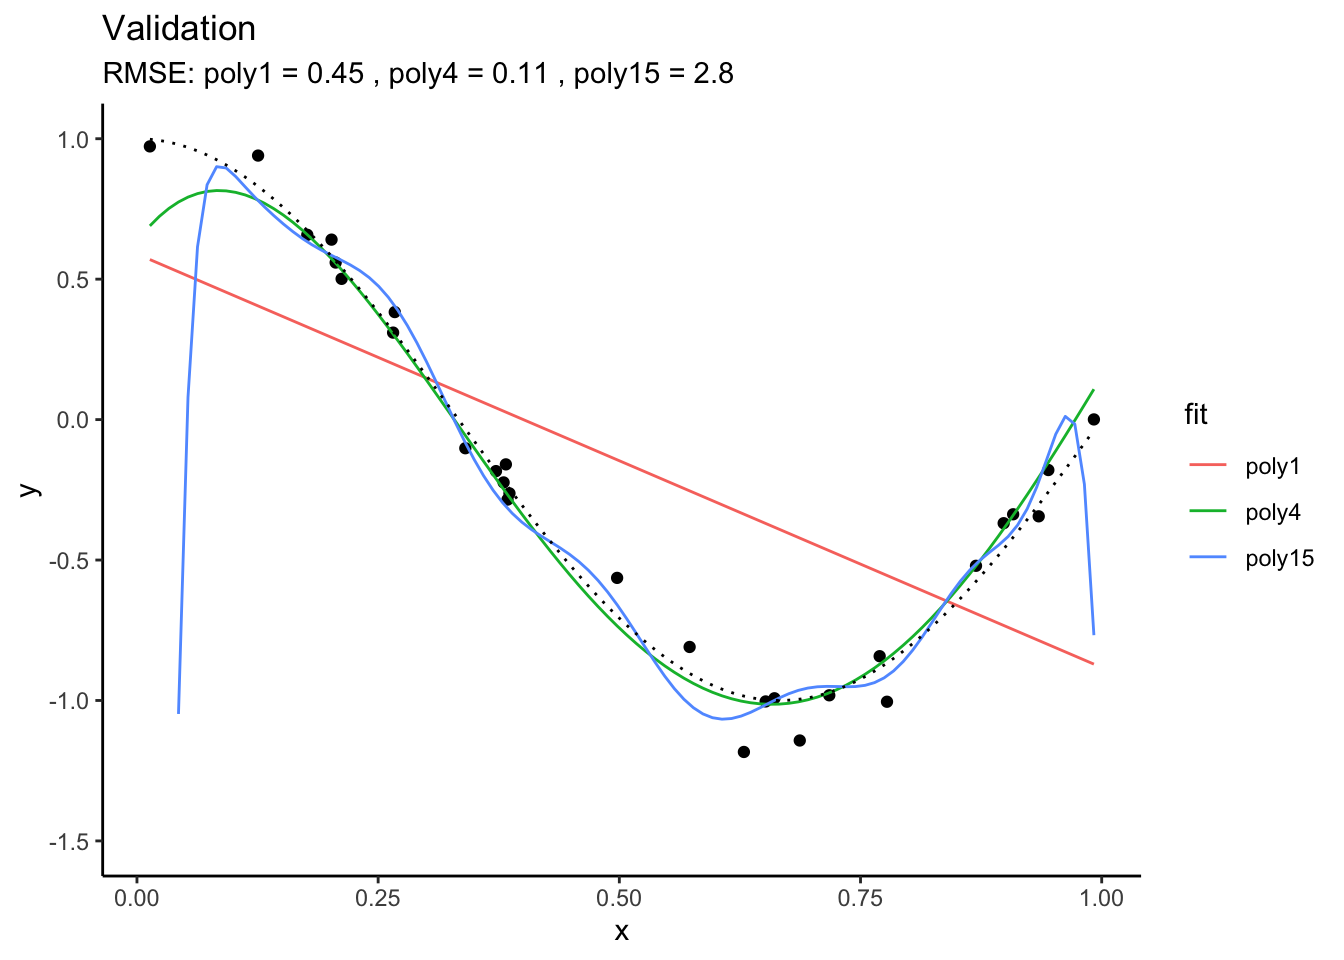 Validation
RMSE: poly1 = 0.45 , poly4 = 0.11 , poly15 = 2.8
1.0
0.5
0.0
-0.5
-1.0
-1.5
y
0.00 0.25 0.50 0.75 1.00
x
fit
poly1
poly4
poly15